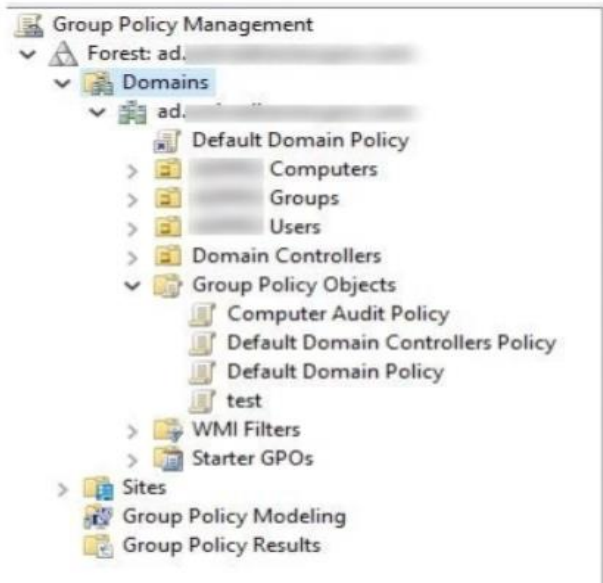 Group Policy Management
Forest: ad.
Domains
ad.
Default Domain Policy
Computers
Groups
Users
Domain Controllers
Group Policy Objects
Computer Audit Policy
Default Domain Controllers Policy
Default Domain Policy
test
WMI Filters
Starter GPOs
Sites
Group Policy Modeling
Group Policy Results